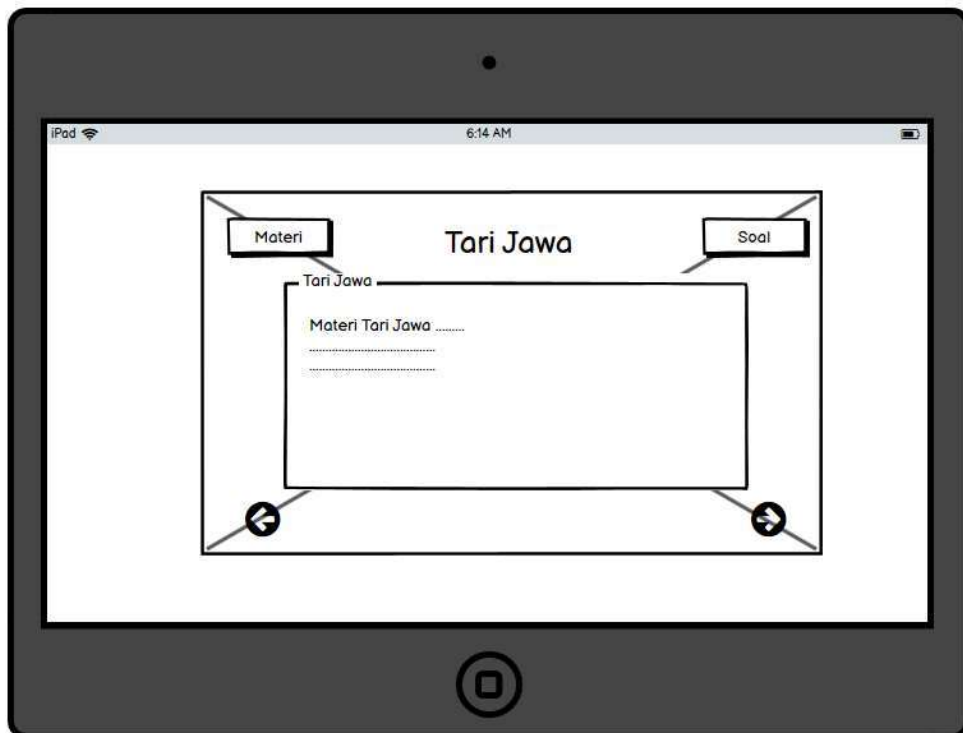 iPad 6:14 AM
Materi Tari Jawa Soal
Tari Jawa
Materi Tari Jawa .........
.......................................
.......................................